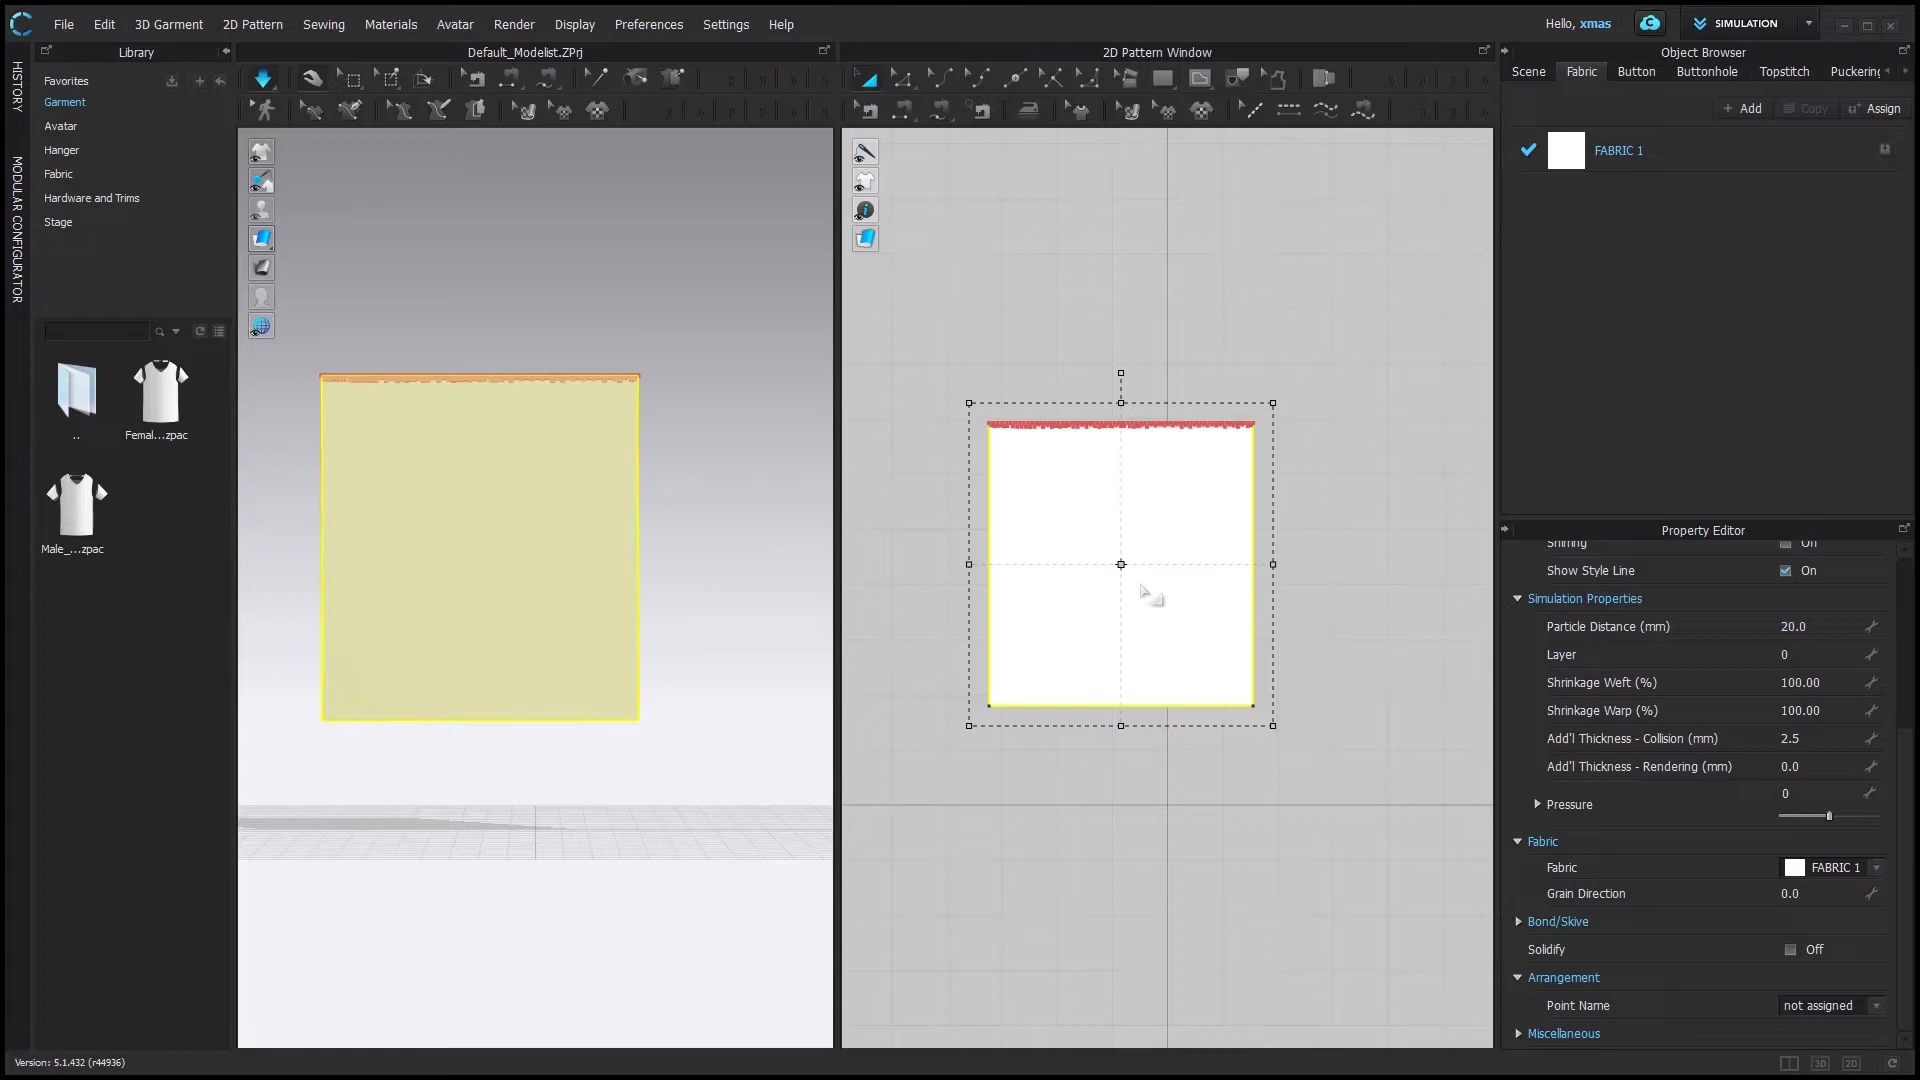 File Edit 3D Garment 2D Pattern Sewing Materials Avatar Render Display Preferences Settings Help
Hello, xmas
SIMULATION
Library
Default_Modelist.ZPrj
2D Pattern Window
Object Browser
HISTORY
MODULAR CONFIGURATOR
Favorites
Garment
Avatar
Hanger
Fabric
Hardware and Trims
Stage
..
Femal...zpac
Male_...zpac
Scene Fabric Button Buttonhole Topstitch Puckering
+ Add Copy Assign
FABRIC 1
Property Editor
Shirring Off
Show Style Line On
Simulation Properties
Particle Distance (mm) 20.0
Layer 0
Shrinkage Weft (%) 100.00
Shrinkage Warp (%) 100.00
Add'l Thickness - Collision (mm) 2.5
Add'l Thickness - Rendering (mm) 0.0
Pressure 0
Fabric
Fabric FABRIC 1
Grain Direction 0.0
Bond/Skive
Solidify Off
Arrangement
Point Name not assigned
Miscellaneous
Version: 5.1.432 (r44936)
3D 2D